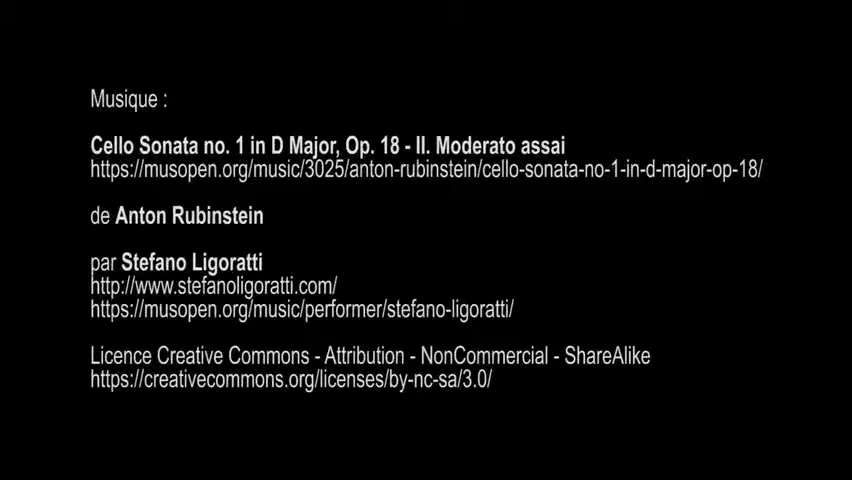 Musique :
Cello Sonata no. 1 in D Major, Op. 18 - II. Moderato assai
https://musopen.org/music/3025/anton-rubinstein/cello-sonata-no-1-in-d-major-op-18/
de Anton Rubinstein
par Stefano Ligoratti
http://www.stefanoligoratti.com/
https://musopen.org/music/performer/stefano-ligoratti/
Licence Creative Commons - Attribution - NonCommercial - ShareAlike
https://creativecommons.org/licenses/by-nc-sa/3.0/